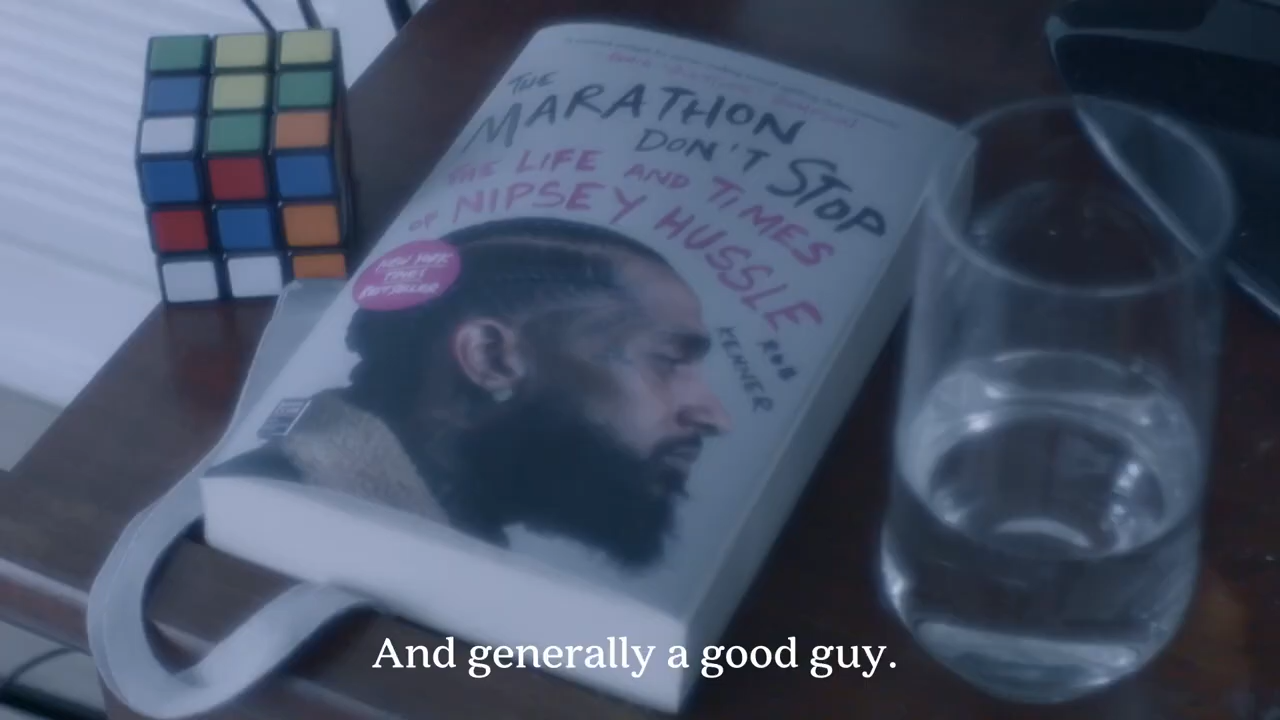 THE
MARATHON
DON'T STOP
THE LIFE AND TIMES
OF NIPSEY HUSSLE
NEW YORK
TIMES
BESTSELLER
ROB
KENNER
And generally a good guy.